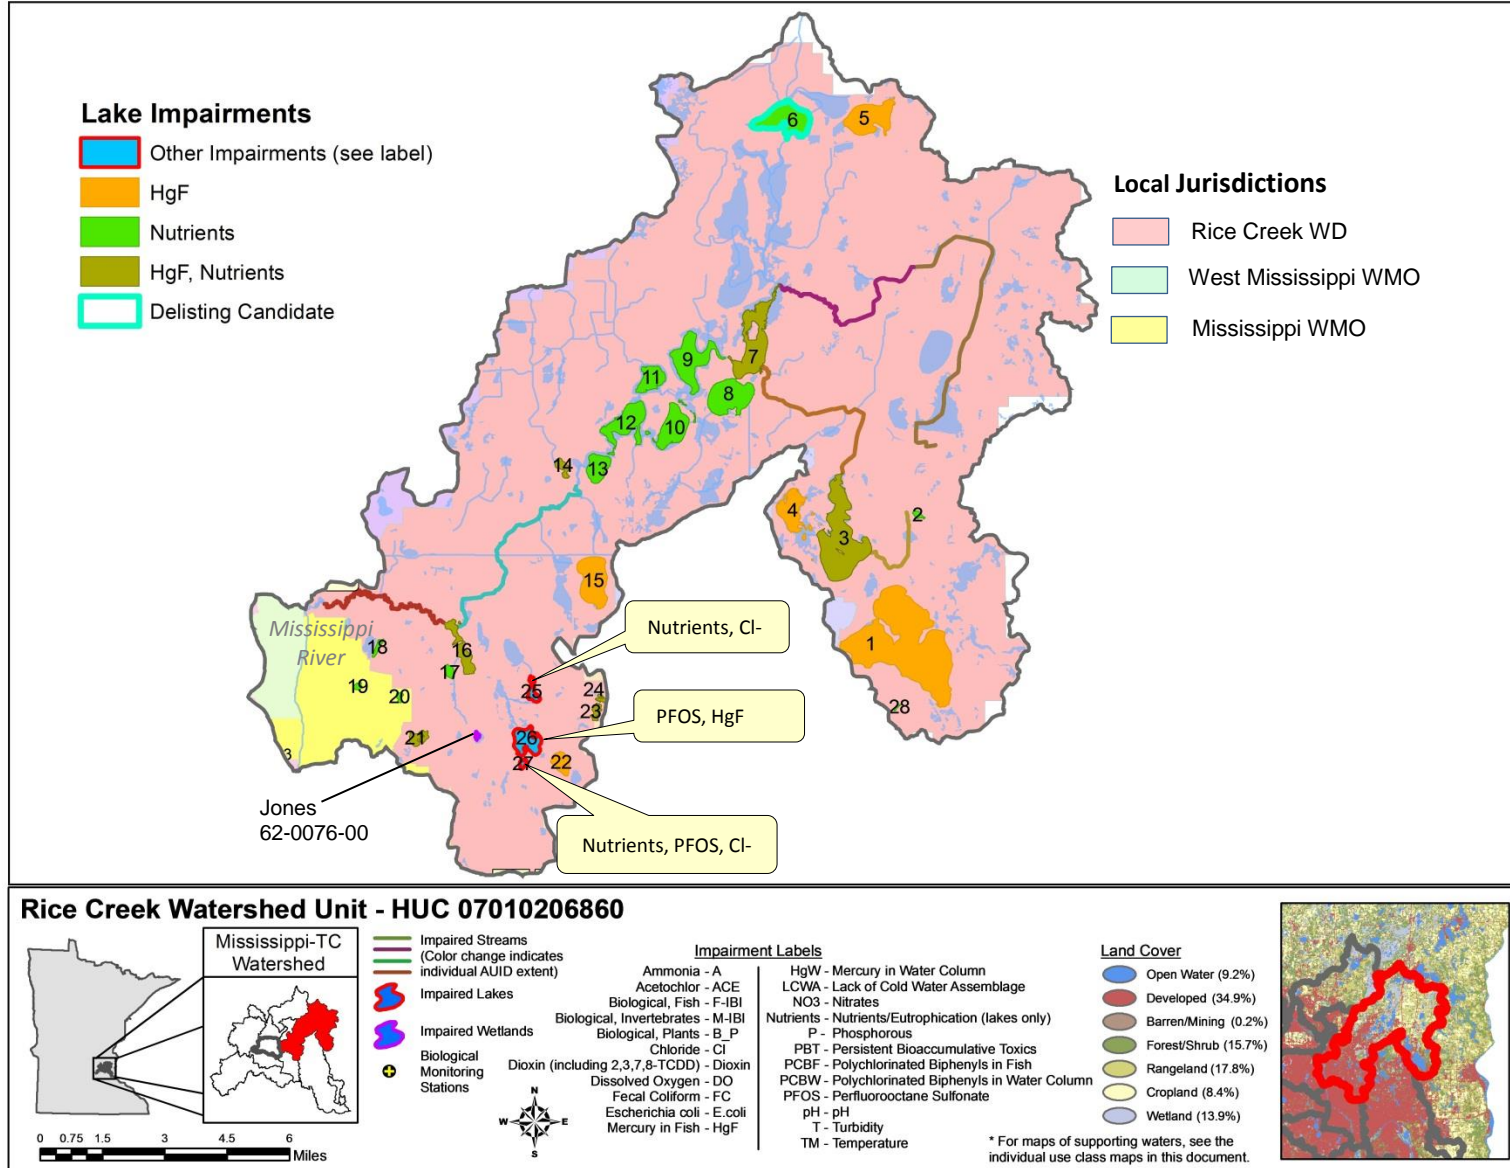 Lake Impairments
Other Impairments (see label)
HgF
Nutrients
HgF, Nutrients
Delisting Candidate
Local Jurisdictions
Rice Creek WD
West Mississippi WMO
Mississippi WMO
6
5
7
9
11
8
12
10
14
13
4
2
3
15
1
Mississippi
River
18
16
17
19
20
25
24
23
28
21
26
27
22
3
Nutrients, Cl-
PFOS, HgF
Nutrients, PFOS, Cl-
Jones
62-0076-00
Rice Creek Watershed Unit - HUC 07010206860
Mississippi-TC
Watershed
0 0.75 1.5 3 4.5 6
Miles
Impaired Streams
(Color change indicates
individual AUID extent)
Impaired Lakes
Impaired Wetlands
Biological
Monitoring
Stations
N
W E
S
Impairment Labels
Ammonia - A
Acetochlor - ACE
Biological, Fish - F-IBI
Biological, Invertebrates - M-IBI
Biological, Plants - B_P
Chloride - Cl
Dioxin (including 2,3,7,8-TCDD) - Dioxin
Dissolved Oxygen - DO
Fecal Coliform - FC
Escherichia coli - E.coli
Mercury in Fish - HgF
HgW - Mercury in Water Column
LCWA - Lack of Cold Water Assemblage
NO3 - Nitrates
Nutrients - Nutrients/Eutrophication (lakes only)
P - Phosphorous
PBT - Persistent Bioaccumulative Toxics
PCBF - Polychlorinated Biphenyls in Fish
PCBW - Polychlorinated Biphenyls in Water Column
PFOS - Perfluorooctane Sulfonate
pH - pH
T - Turbidity
TM - Temperature
Land Cover
Open Water (9.2%)
Developed (34.9%)
Barren/Mining (0.2%)
Forest/Shrub (15.7%)
Rangeland (17.8%)
Cropland (8.4%)
Wetland (13.9%)
* For maps of supporting waters, see the
individual use class maps in this document.